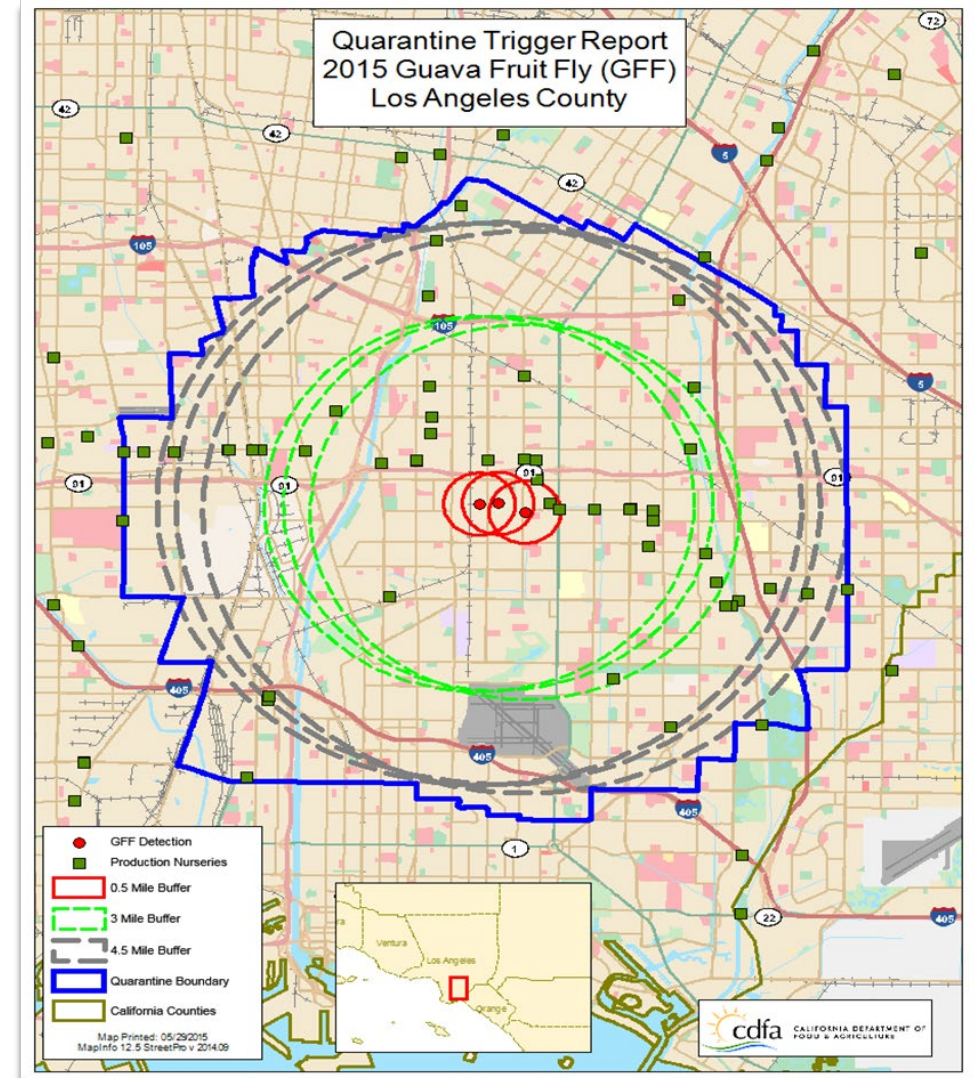 Quarantine Trigger Report
2015 Guava Fruit Fly (GFF)
Los Angeles County
72
42
42
5
42
105
105
5
91
91
91
91
405
405
405
1
22
405
GFF Detection
Production Nurseries
0.5 Mile Buffer
3 Mile Buffer
4.5 Mile Buffer
Quarantine Boundary
California Counties
Map Printed: 05/29/2015
MapInfo 12.5 StreetPro v 2014.09
ra
Ventura
Los Angeles
Orange
cdfa
CALIFORNIA DEPARTMENT OF
FOOD & AGRICULTURE